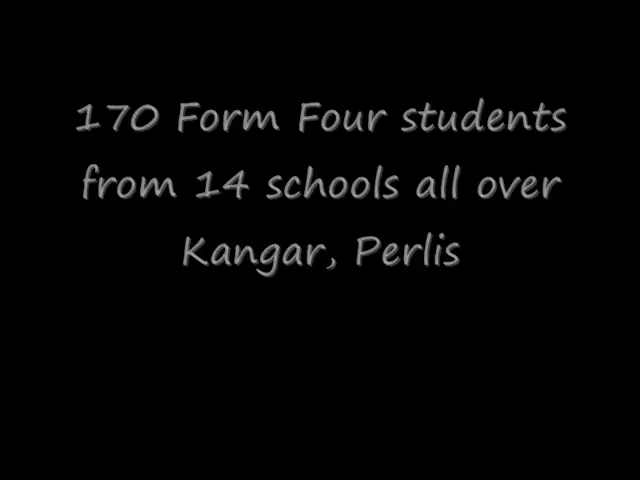 170 Form Four students
from 14 schools all over
Kangar, Perlis